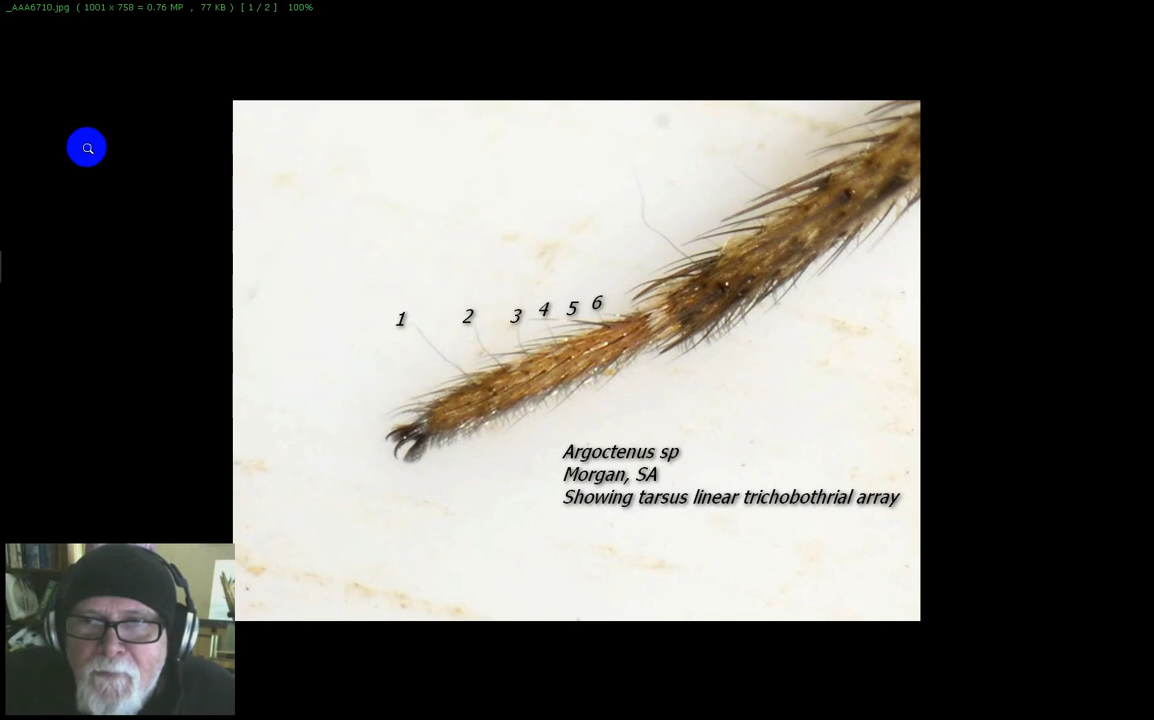 _AAA6710.jpg ( 1001 x 758 = 0.76 MP , 77 KB ) [ 1 / 2 ] 100%
1 2 3 4 5 6
Argoctenus sp
Morgan, SA
Showing tarsus linear trichobothrial array